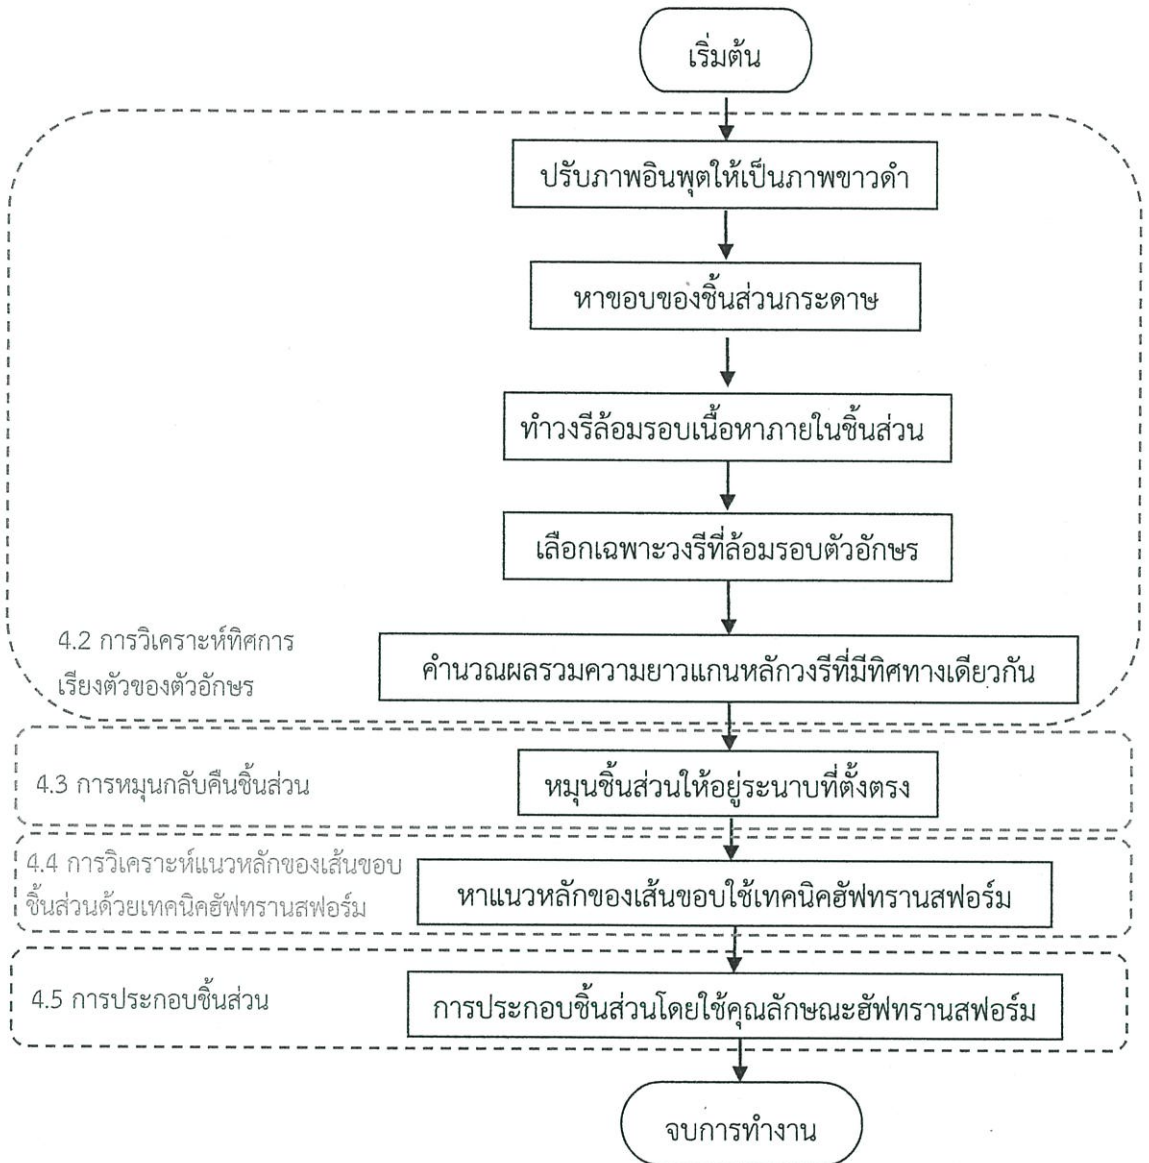 เริ่มต้น
ปรับภาพอินพุตให้เป็นภาพขาวดำ
หาขอบของชิ้นส่วนกระดาษ
ทำวงรีล้อมรอบเนื้อหาภายในชิ้นส่วน
เลือกเฉพาะวงรีที่ล้อมรอบตัวอักษร
4.2 การวิเคราะห์ทิศการ
เรียงตัวของตัวอักษร
คำนวณผลรวมความยาวแกนหลักวงรีที่มีทิศทางเดียวกัน
4.3 การหมุนกลับคืนชิ้นส่วน
หมุนชิ้นส่วนให้อยู่ระนาบที่ตั้งตรง
4.4 การวิเคราะห์แนวหลักของเส้นขอบ
ชิ้นส่วนด้วยเทคนิคฮัฟทรานสฟอร์ม
หาแนวหลักของเส้นขอบใช้เทคนิคฮัฟทรานสฟอร์ม
4.5 การประกอบชิ้นส่วน
การประกอบชิ้นส่วนโดยใช้คุณลักษณะฮัฟทรานสฟอร์ม
จบการทำงาน